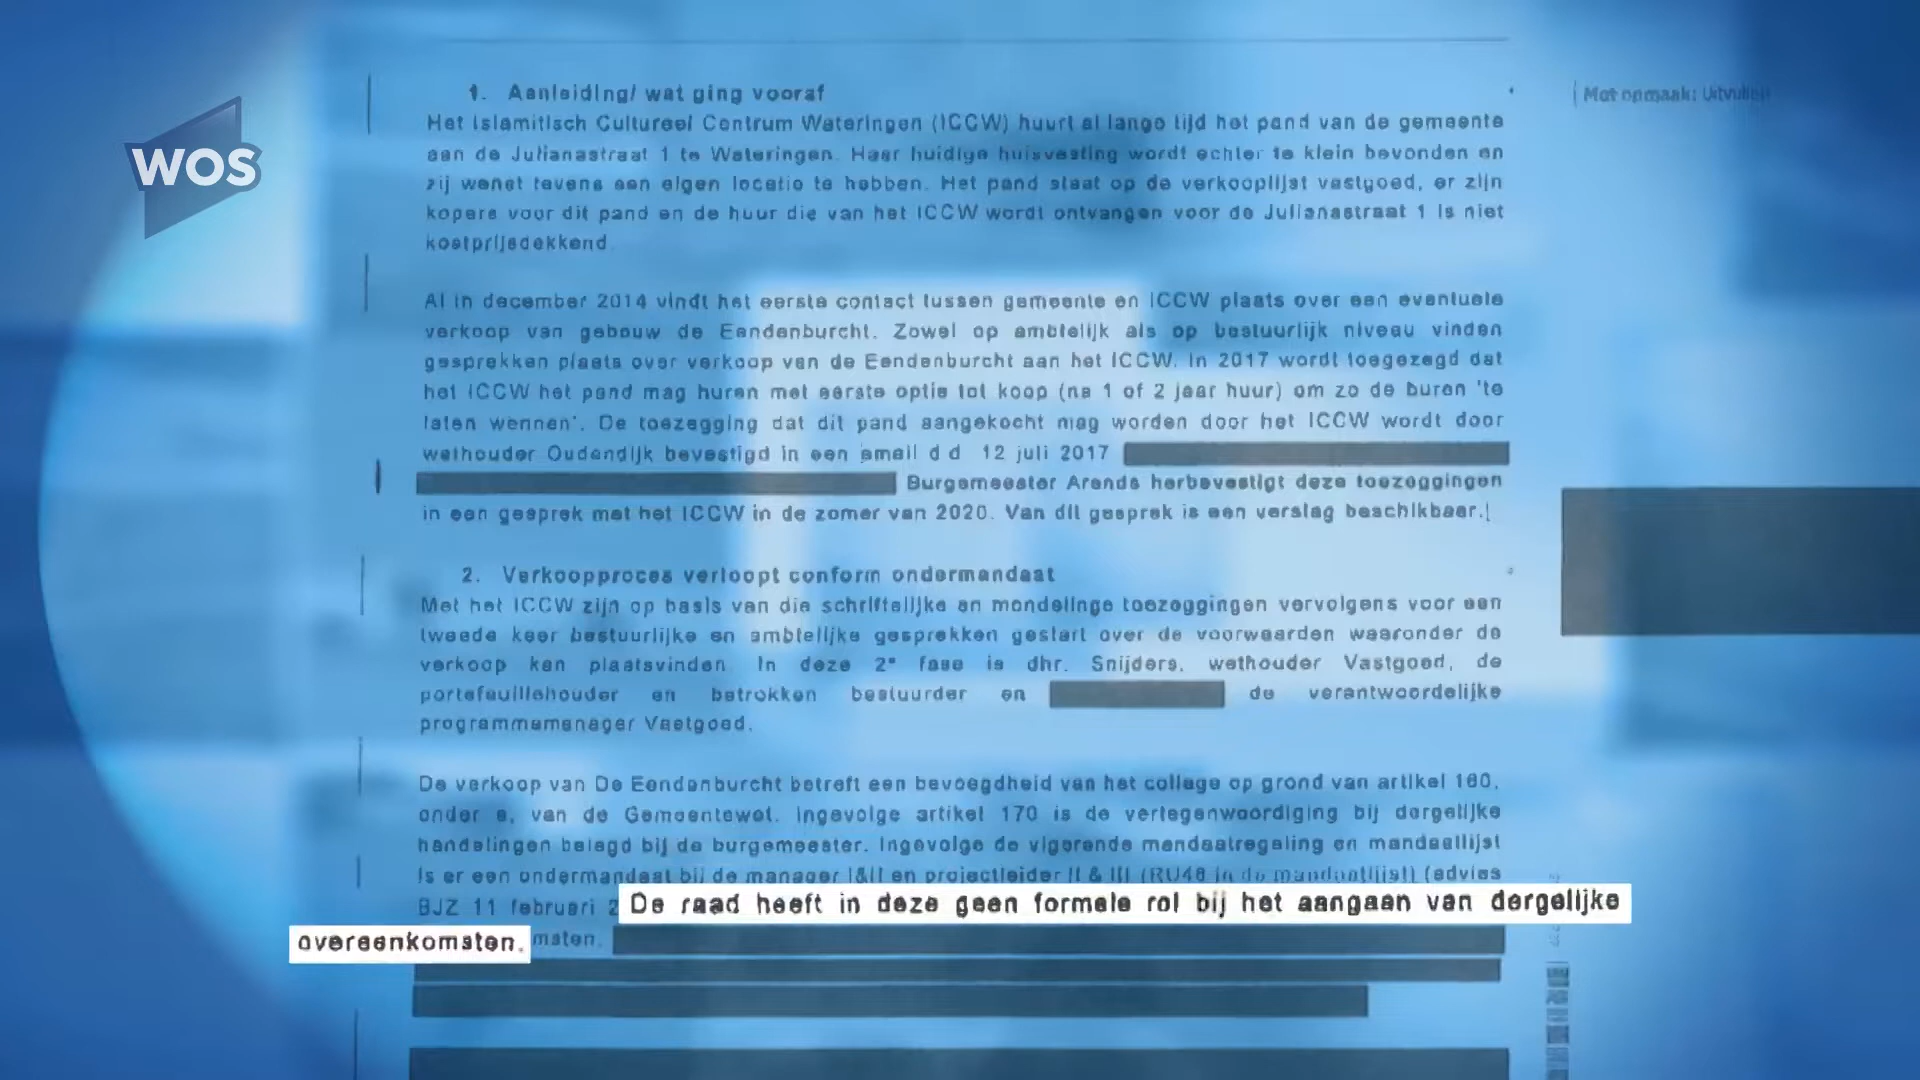 WOS
1. Aanleiding/ wat ging vooraf
Met opmaak: Uitvullen
Het Islamitisch Cultureel Centrum Wateringen (ICCW) huurt al lange tijd het pand van de gemeente
aan de Julianastraat 1 te Wateringen. Haar huidige huisvesting wordt echter te klein bevonden en
zij wenst tevens een eigen locatie te hebben. Het pand staat op de verkooplijst vastgoed, er zijn
kopers voor dit pand en de huur die van het ICCW wordt ontvangen voor de Julianastraat 1 is niet
kostprijsdekkend.
Al in december 2014 vindt het eerste contact tussen gemeente en ICCW plaats over een eventuele
verkoop van gebouw de Eendenburcht. Zowel op ambtelijk als op bestuurlijk niveau vinden
gesprekken plaats over verkoop van de Eendenburcht aan het ICCW. In 2017 wordt toegezegd dat
het ICCW het pand mag huren met eerste optie tot koop (na 1 of 2 jaar huur) om zo de buren 'te
laten wennen'. De toezegging dat dit pand aangekocht mag worden door het ICCW wordt door
wethouder Oudendijk bevestigd in een email d d 12 juli 2017
Burgemeester Arends herbevestigt deze toezeggingen
in een gesprek met het ICCW in de zomer van 2020. Van dit gesprek is een verslag beschikbaar.
2. Verkoopproces verloopt conform ondermandaat
Met het ICCW zijn op basis van die schriftelijke en mondelinge toezeggingen vervolgens voor een
tweede keer bestuurlijke en ambtelijke gesprekken gestart over de voorwaarden waaronder de
verkoop kan plaatsvinden. In deze 2e fase is dhr. Snijders, wethouder Vastgoed, de
portefeuillehouder en betrokken bestuurder en de verantwoordelijke
programmamanager Vastgoed.
De verkoop van De Eendenburcht betreft een bevoegdheid van het college op grond van artikel 160,
onder e, van de Gemeentewet. Ingevolge artikel 170 is de vertegenwoordiging bij dergelijke
handelingen belegd bij de burgemeester. Ingevolge de vigerende mandaatregeling en mandaatlijst
is er een ondermandaat bij de manager I&II en projectleider II & III (RU48 in de mandaatlijst) (advies
BJZ 11 februari 2
De raad heeft in deze geen formele rol bij het aangaan van dergelijke
overeenkomsten. msten.